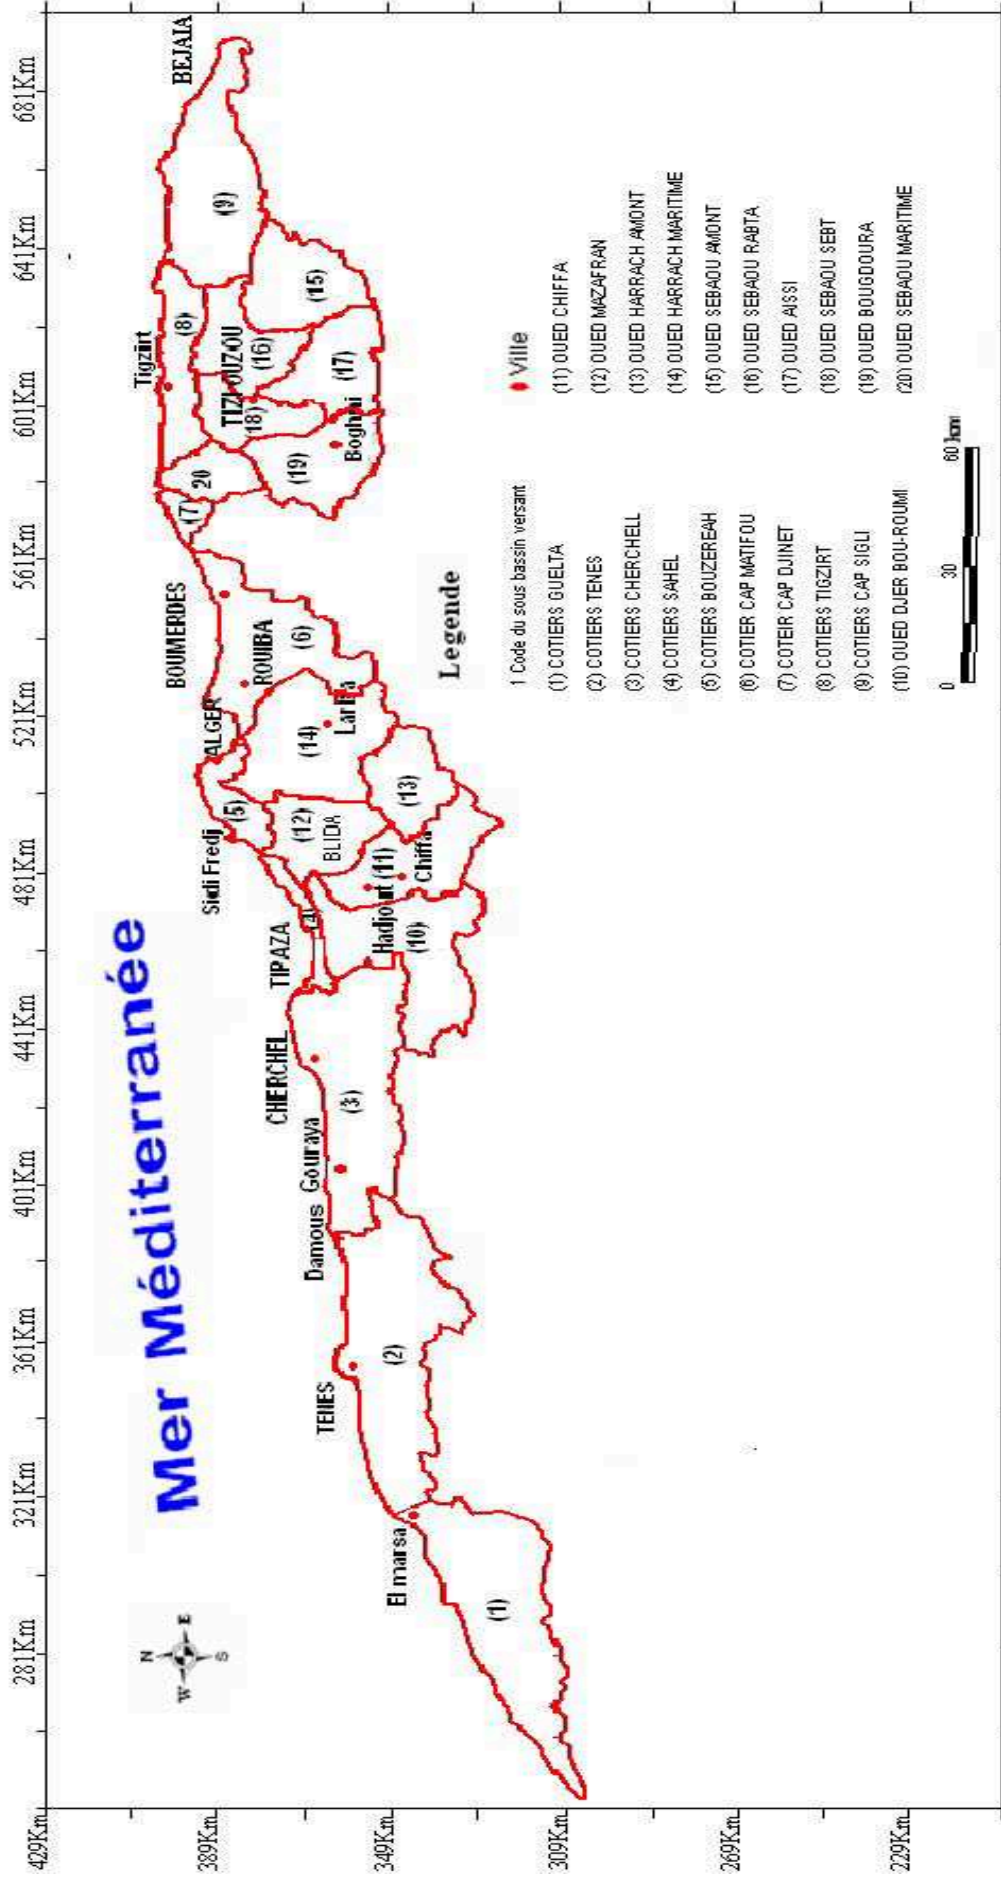 281Km 321Km 361Km 401Km 441Km 481Km 521Km 561Km 601Km 641Km 681Km
429Km
389Km
349Km
309Km
269Km
229Km
N
W E
S
Mer Méditerranée
BEJAIA
Tigzirt
(8)
(9)
(7)
20
TIZI OUZOU
(18)
(16)
(15)
(19)
(17)
Boghni
BOUMERDES
ALGER
ROUIBA
(6)
Sidi Fredj
(5)
(14)
(12)
BLIDA
(13)
TIPAZA
(4)
Hadjout
(11)
Chiffa
(10)
CHERCHEL
Gouraya
Damous
(3)
TENES
(2)
El marsa
(1)
Legende
1 Code du sous bassin versant
Ville
(1) COTIERS GUELTA
(2) COTIERS TENES
(3) COTIERS CHERCHELL
(4) COTIERS SAHEL
(5) COTIERS BOUZEREAH
(6) COTIER CAP MATIFOU
(7) COTEIR CAP DJINET
(8) COTIERS TIGZIRT
(9) COTIERS CAP SIGLI
(10) OUED DJER BOU-ROUMI
(11) OUED CHIFFA
(12) OUED MAZAFRAN
(13) OUED HARRACH AMONT
(14) OUED HARRACH MARITIME
(15) OUED SEBAOU AMONT
(16) OUED SEBAOU RABTA
(17) OUED AISSI
(18) OUED SEBAOU SEBT
(19) OUED BOUGDOURA
(20) OUED SEBAOU MARITIME
0 30 60 km